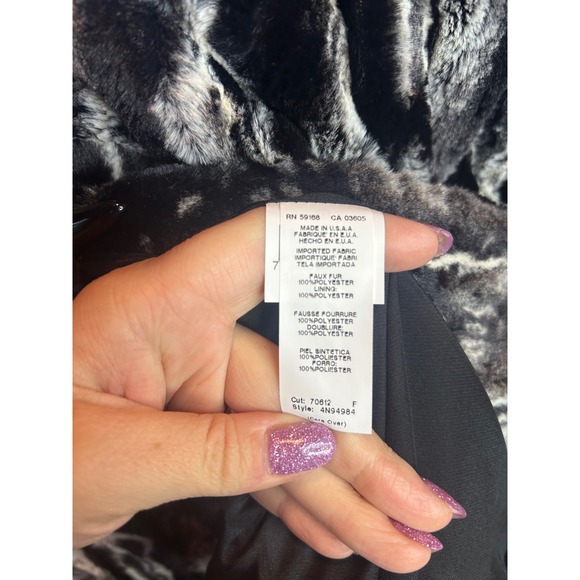 RN 59168 CA 03605
MADE IN U.S.A.A
FABRIQUE' EN E.U.A.
HECHO EN E.U.A.
IMPORTED FABRIC
IMPORTIQUE' FABRI
TELA IMPORTADA
7
FAUX FUR
100%POLYESTER
LINING:
100%POLYESTER
FAUSSE FOURRURE
100%POLYESTER
DOUBLURE:
100%POLYESTER
PIEL SINTETICA
100%POLIESTER
FORRO:
100%POLIESTER
Cut: 70612 F
Style: 4N94984
(Care Over)